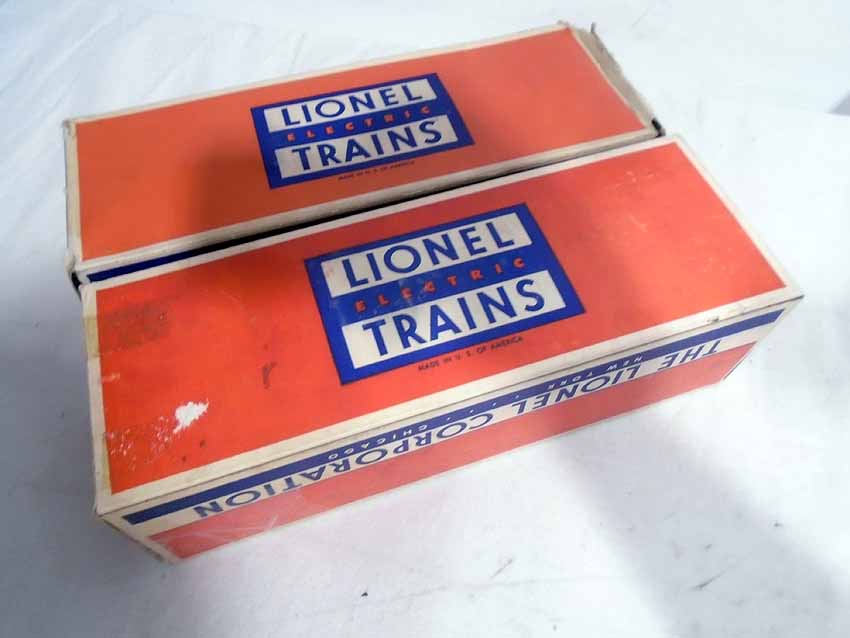 LIONEL
ELECTRIC
TRAINS
MADE IN U. S. OF AMERICA
LIONEL
ELECTRIC
TRAINS
MADE IN U. S. OF AMERICA
THE LIONEL CORPORATION
NEW YORK . . . . . CHICAGO